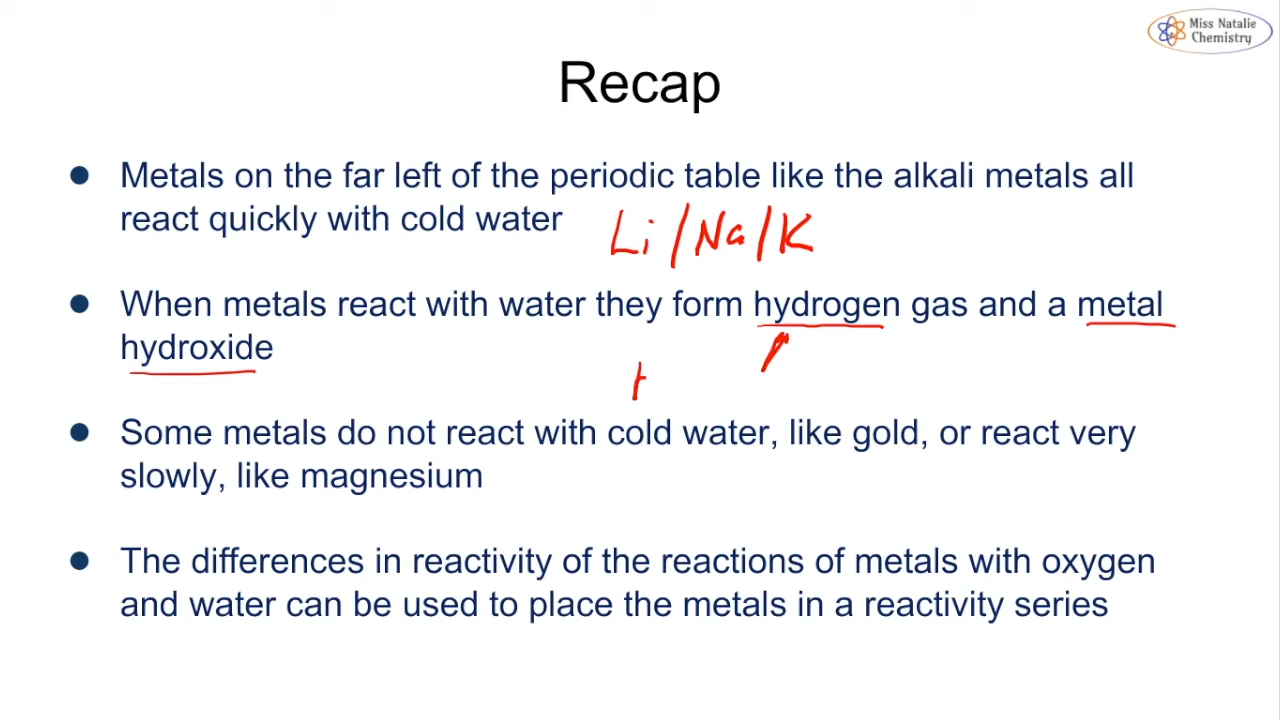 Miss Natalie
Chemistry
Recap
● Metals on the far left of the periodic table like the alkali metals all
react quickly with cold water
Li/Na/K
● When metals react with water they form hydrogen gas and a metal
hydroxide
● Some metals do not react with cold water, like gold, or react very
slowly, like magnesium
● The differences in reactivity of the reactions of metals with oxygen
and water can be used to place the metals in a reactivity series